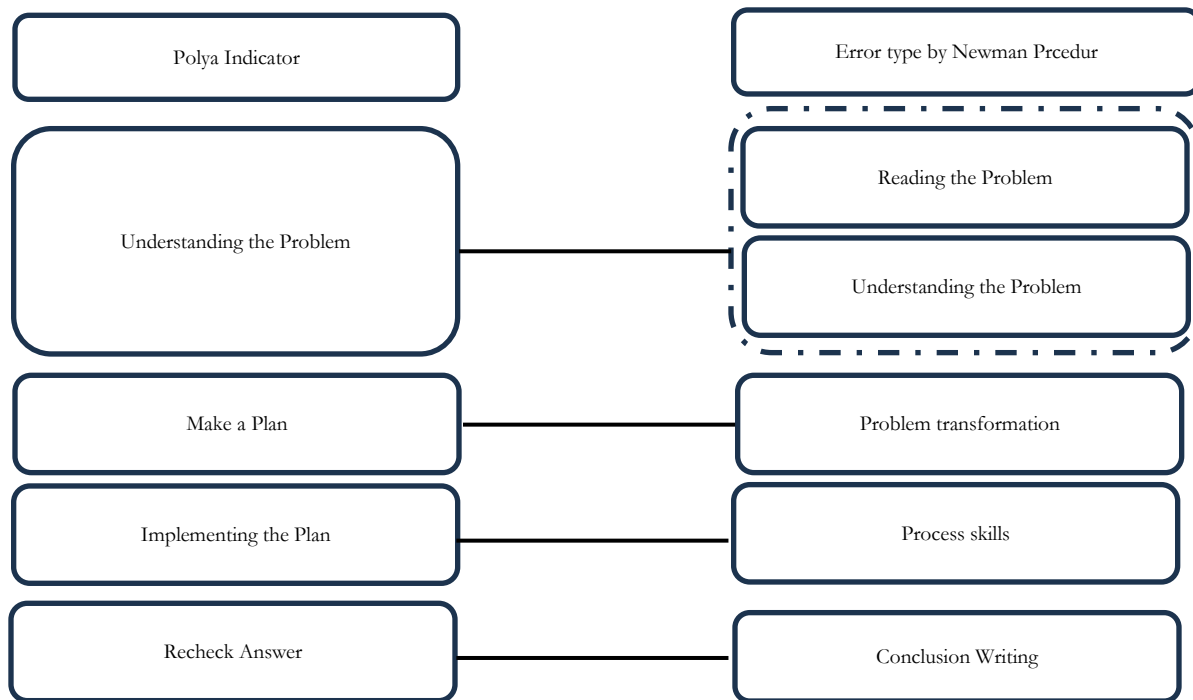 Polya Indicator
Error type by Newman Prcedur
Understanding the Problem
Reading the Problem
Understanding the Problem
Make a Plan
Problem transformation
Implementing the Plan
Process skills
Recheck Answer
Conclusion Writing